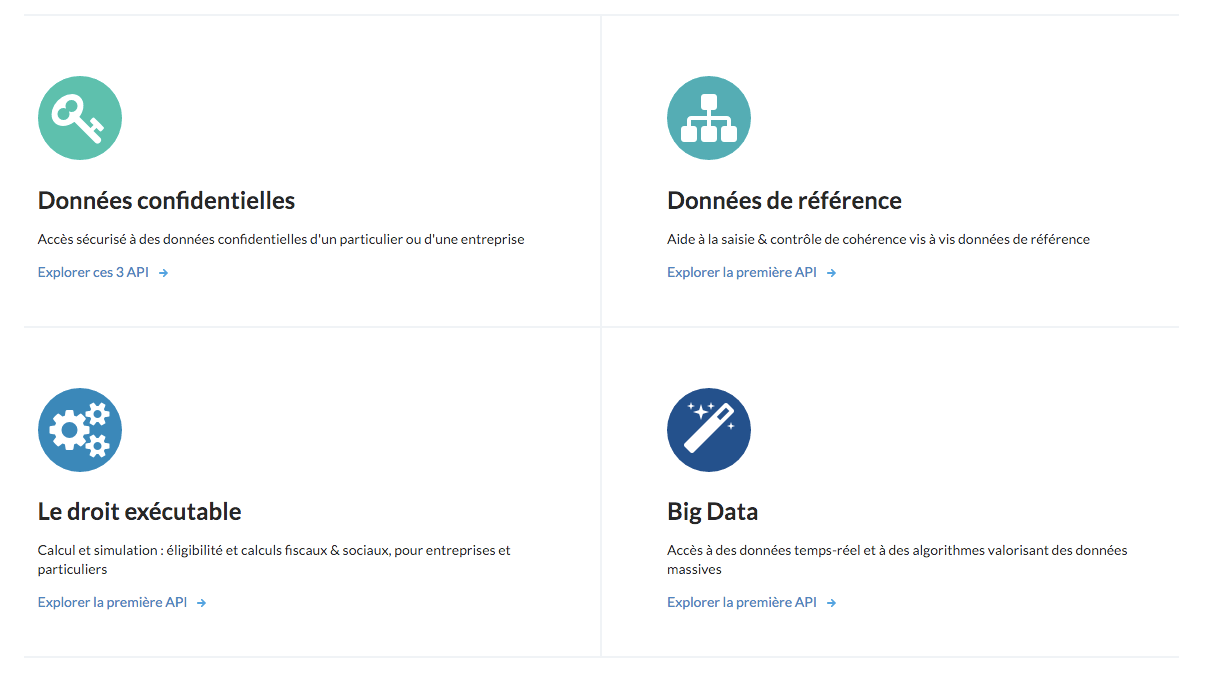 Données confidentielles
Accès sécurisé à des données confidentielles d'un particulier ou d'une entreprise
Explorer ces 3 API
Données de référence
Aide à la saisie & contrôle de cohérence vis à vis données de référence
Explorer la première API
Le droit exécutable
Calcul et simulation : éligibilité et calculs fiscaux & sociaux, pour entreprises et
particuliers
Explorer la première API
Big Data
Accès à des données temps-réel et à des algorithmes valorisant des données
massives
Explorer la première API